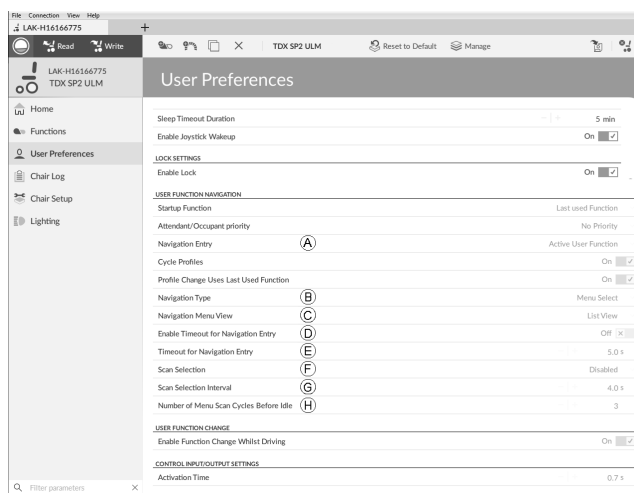 File Connection View Help
LAK-H16166775 +
Read Write TDX SP2 ULM Reset to Default Manage
LAK-H16166775
TDX SP2 ULM
User Preferences
Home
Functions
User Preferences
Chair Log
Chair Setup
Lighting
Filter parameters ×
Sleep Timeout Duration − + 5 min
Enable Joystick Wakeup On
LOCK SETTINGS
Enable Lock On
USER FUNCTION NAVIGATION
Startup Function Last used Function
Attendant/Occupant priority No Priority
Navigation Entry A Active User Function
Cycle Profiles On
Profile Change Uses Last Used Function On
Navigation Type B Menu Select
Navigation Menu View C List View
Enable Timeout for Navigation Entry D Off
Timeout for Navigation Entry E 5.0 s
Scan Selection F Disabled
Scan Selection Interval G 4.0 s
Number of Menu Scan Cycles Before Idle H 3
USER FUNCTION CHANGE
Enable Function Change Whilst Driving On
CONTROL INPUT/OUTPUT SETTINGS
Activation Time 0.7 s